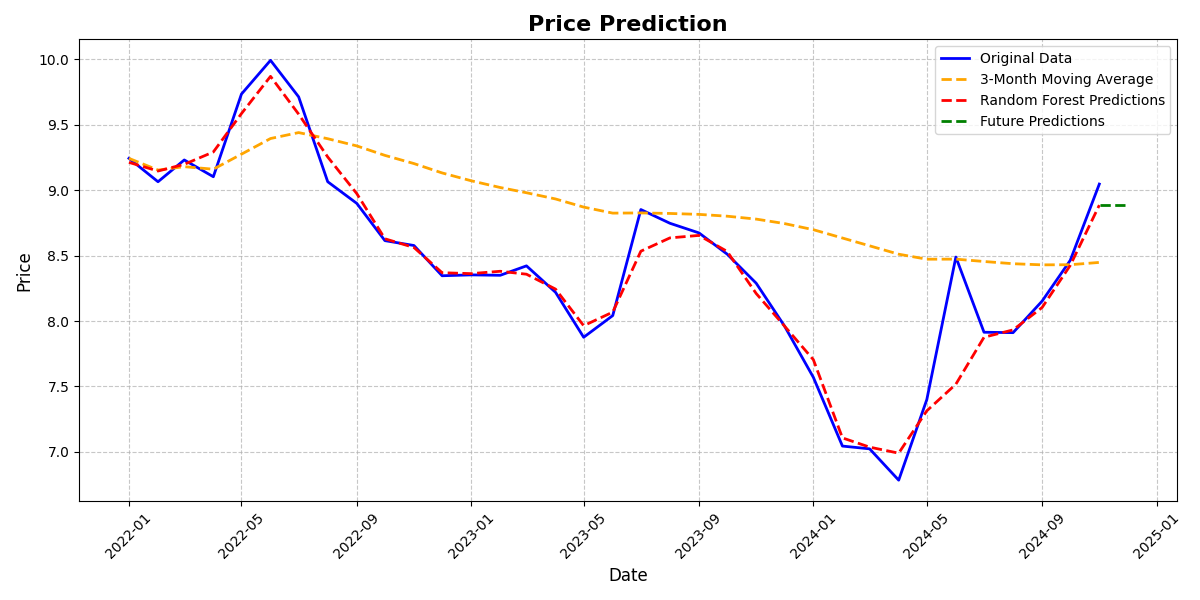 Price Prediction
Original Data
3-Month Moving Average
Random Forest Predictions
Future Predictions
Price
10.0
9.5
9.0
8.5
8.0
7.5
7.0
2022-01
2022-05
2022-09
2023-01
2023-05
2023-09
2024-01
2024-05
2024-09
2025-01
Date